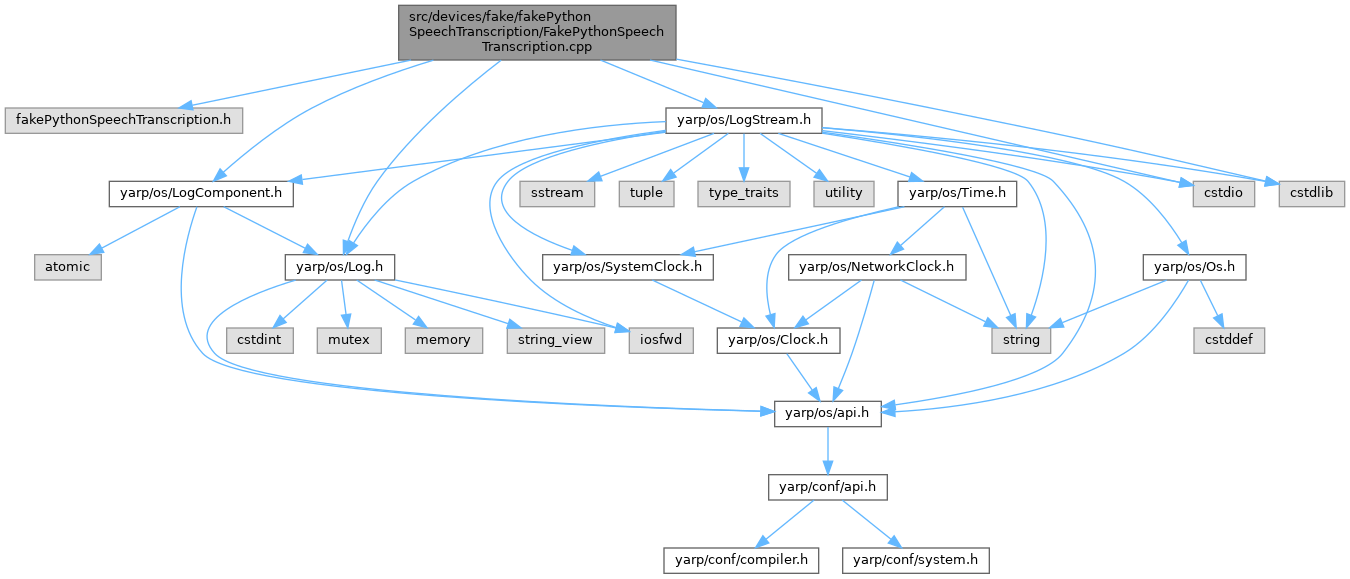 src/devices/fake/fakePython
SpeechTranscription/FakePythonSpeech
Transcription.cpp
fakePythonSpeechTranscription.h
yarp/os/LogStream.h
yarp/os/LogComponent.h
sstream
tuple
type_traits
utility
yarp/os/Time.h
cstdio
cstdlib
atomic
yarp/os/Log.h
yarp/os/SystemClock.h
yarp/os/NetworkClock.h
yarp/os/Os.h
cstdint
mutex
memory
string_view
iosfwd
yarp/os/Clock.h
string
cstddef
yarp/os/api.h
yarp/conf/api.h
yarp/conf/compiler.h
yarp/conf/system.h